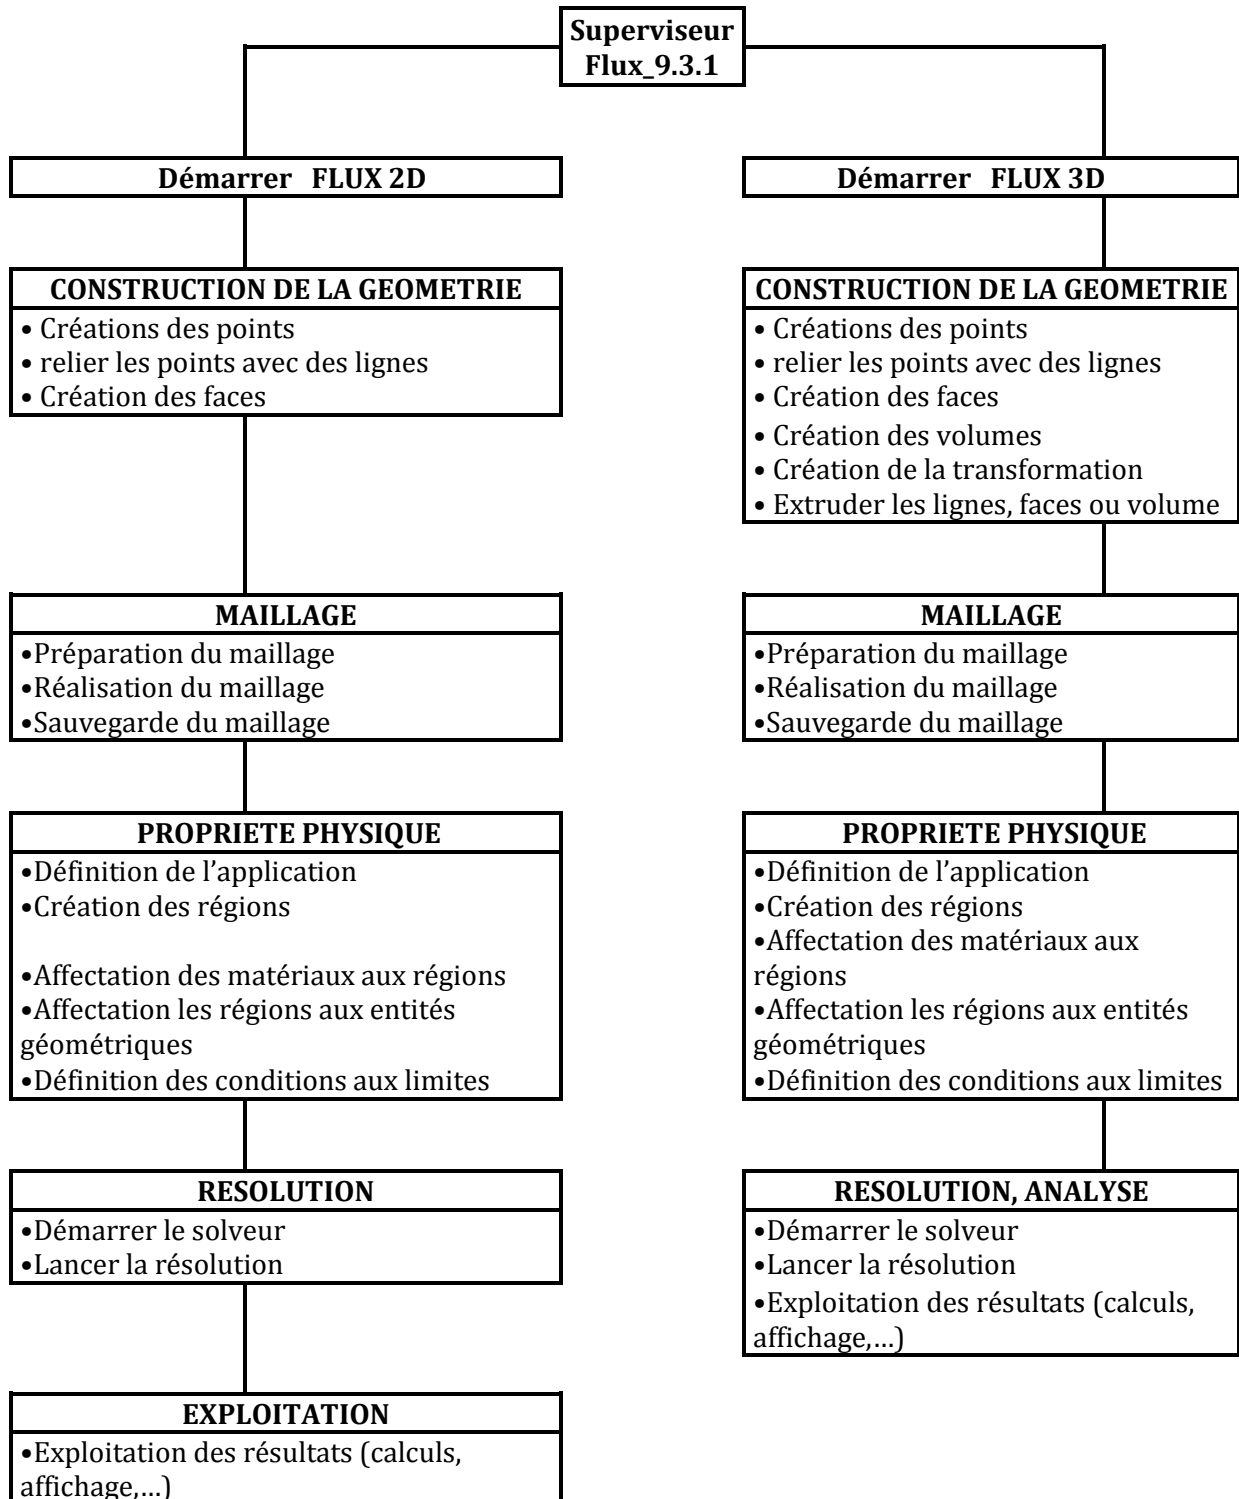 Superviseur
Flux_9.3.1
Démarrer FLUX 2D
CONSTRUCTION DE LA GEOMETRIE
• Créations des points
• relier les points avec des lignes
• Création des faces
MAILLAGE
•Préparation du maillage
•Réalisation du maillage
•Sauvegarde du maillage
PROPRIETE PHYSIQUE
•Définition de l’application
•Création des régions
•Affectation des matériaux aux régions
•Affectation les régions aux entités
géométriques
•Définition des conditions aux limites
RESOLUTION
•Démarrer le solveur
•Lancer la résolution
EXPLOITATION
•Exploitation des résultats (calculs,
affichage,…)
Démarrer FLUX 3D
CONSTRUCTION DE LA GEOMETRIE
• Créations des points
• relier les points avec des lignes
• Création des faces
• Création des volumes
• Création de la transformation
• Extruder les lignes, faces ou volume
MAILLAGE
•Préparation du maillage
•Réalisation du maillage
•Sauvegarde du maillage
PROPRIETE PHYSIQUE
•Définition de l’application
•Création des régions
•Affectation des matériaux aux
régions
•Affectation les régions aux entités
géométriques
•Définition des conditions aux limites
RESOLUTION, ANALYSE
•Démarrer le solveur
•Lancer la résolution
•Exploitation des résultats (calculs,
affichage,…)